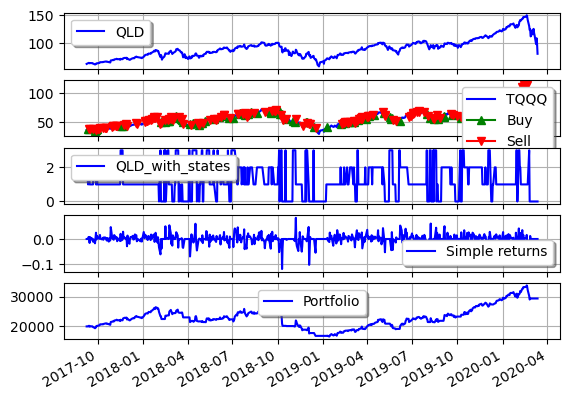 150
QLD
100
100
TQQQ
Buy
50
Sell
QLD_with_states
2
0
0.0
Simple returns
−0.1
Portfolio
30000
20000
2017-10 2018-01 2018-04 2018-07 2018-10 2019-01 2019-04 2019-07 2019-10 2020-01 2020-04